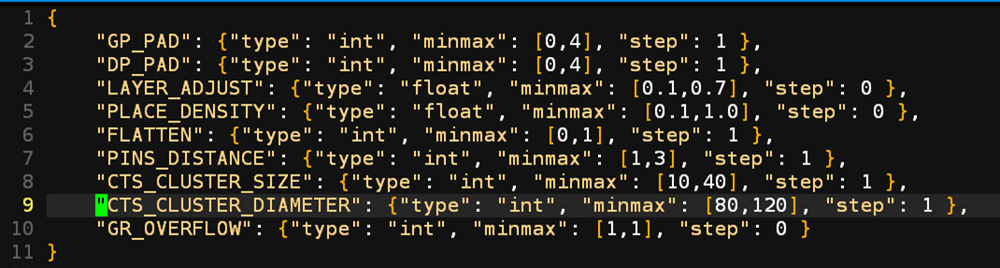 1 {
2     "GP_PAD": {"type": "int", "minmax": [0,4], "step": 1 },
3     "DP_PAD": {"type": "int", "minmax": [0,4], "step": 1 },
4     "LAYER_ADJUST": {"type": "float", "minmax": [0.1,0.7], "step": 0 },
5     "PLACE_DENSITY": {"type": "float", "minmax": [0.1,1.0], "step": 0 },
6     "FLATTEN": {"type": "int", "minmax": [0,1], "step": 1 },
7     "PINS_DISTANCE": {"type": "int", "minmax": [1,3], "step": 1 },
8     "CTS_CLUSTER_SIZE": {"type": "int", "minmax": [10,40], "step": 1 },
9     "CTS_CLUSTER_DIAMETER": {"type": "int", "minmax": [80,120], "step": 1 },
10     "GR_OVERFLOW": {"type": "int", "minmax": [1,1], "step": 0 }
11 }